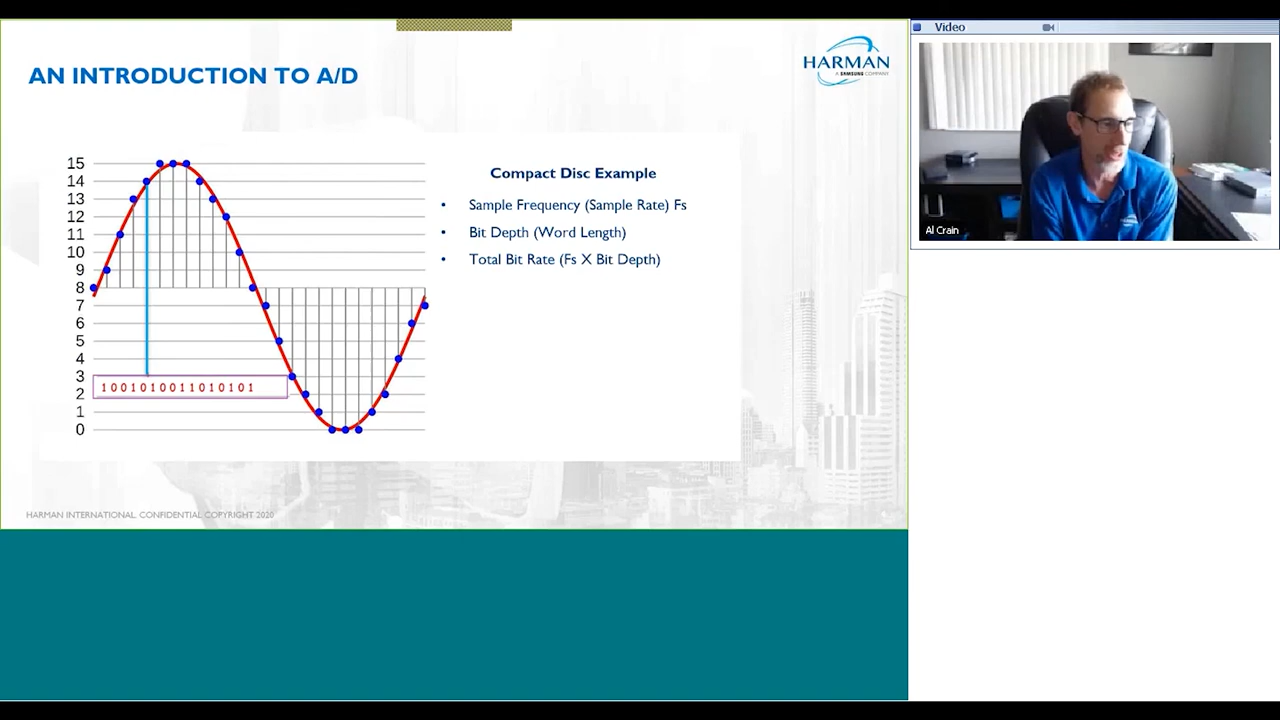 AN INTRODUCTION TO A/D
HARMAN
A SAMSUNG COMPANY
15
14
13
12
11
10
9
8
7
6
5
4
3
2
1
0
1 0 0 1 0 1 0 0 1 1 0 1 0 1 0 1
Compact Disc Example
• Sample Frequency (Sample Rate) Fs
• Bit Depth (Word Length)
• Total Bit Rate (Fs X Bit Depth)
HARMAN INTERNATIONAL. CONFIDENTIAL. COPYRIGHT 2020
Video
Al Crain